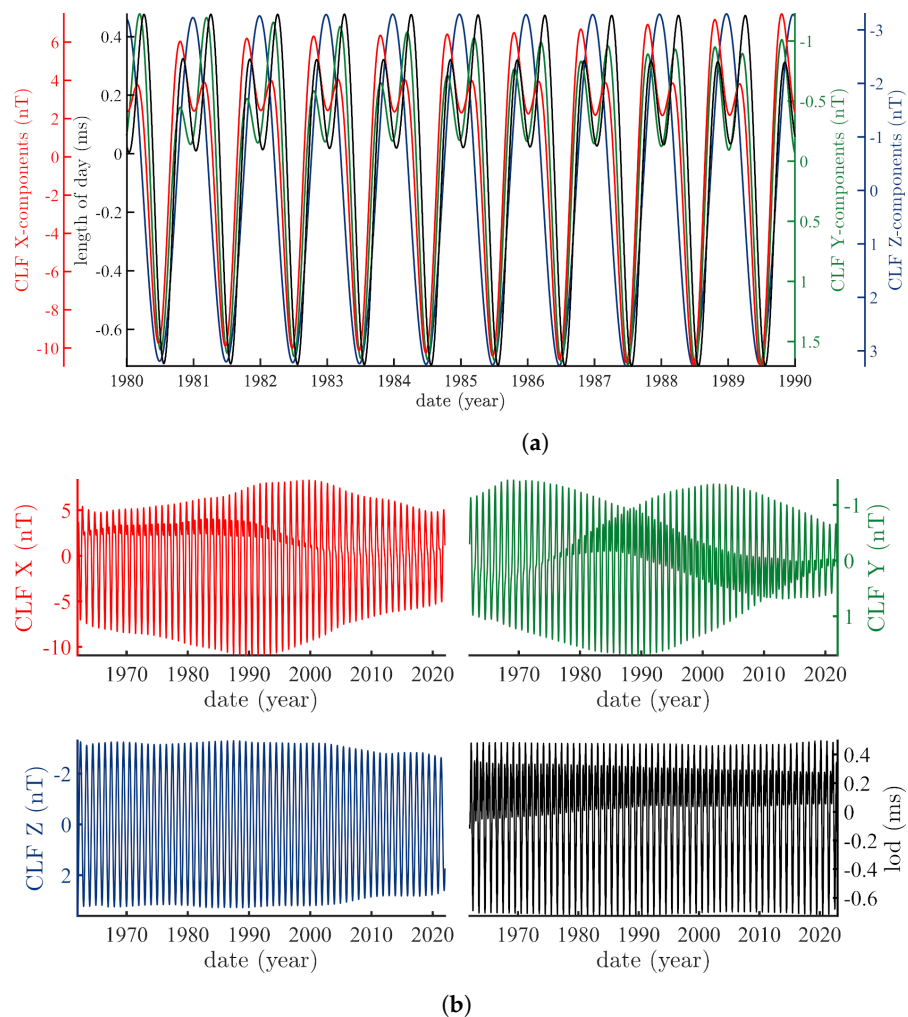 CLF X-components (nT)
6
4
2
0
-2
-4
-6
-8
-10
length of day (ms)
0.4
0.2
0
-0.2
-0.4
-0.6
-1
-0.5
0
0.5
1
1.5
CLF Y-components (nT)
-3
-2
-1
0
1
2
3
CLF Z-components (nT)
1980 1981 1982 1983 1984 1985 1986 1987 1988 1989 1990
date (year)
(a)
CLF X (nT)
5
0
-5
-10
1970 1980 1990 2000 2010 2020
date (year)
-1
0
1
CLF Y (nT)
1970 1980 1990 2000 2010 2020
date (year)
CLF Z (nT)
-2
0
2
1970 1980 1990 2000 2010 2020
date (year)
0.4
0.2
0
-0.2
-0.4
-0.6
lod (ms)
1970 1980 1990 2000 2010 2020
date (year)
(b)